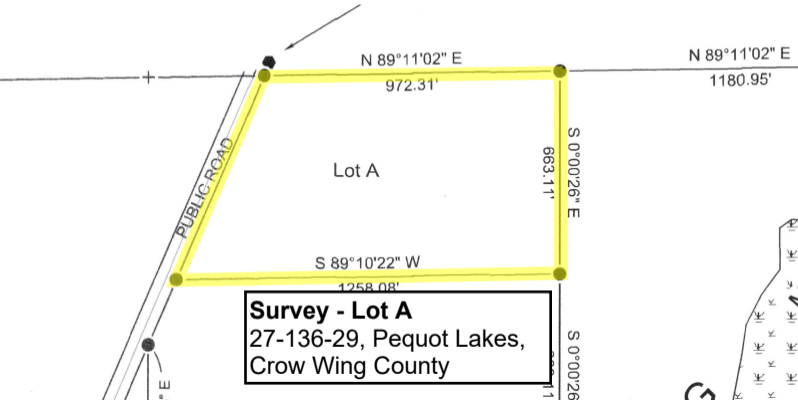 N 89°11'02" E
972.31'
N 89°11'02" E
1180.95'
PUBLIC ROAD
Lot A
663.11'
S 0°00'26" E
S 89°10'22" W
1258.08'
Survey - Lot A
27-136-29, Pequot Lakes,
Crow Wing County
S 0°00'26
" E
11
G